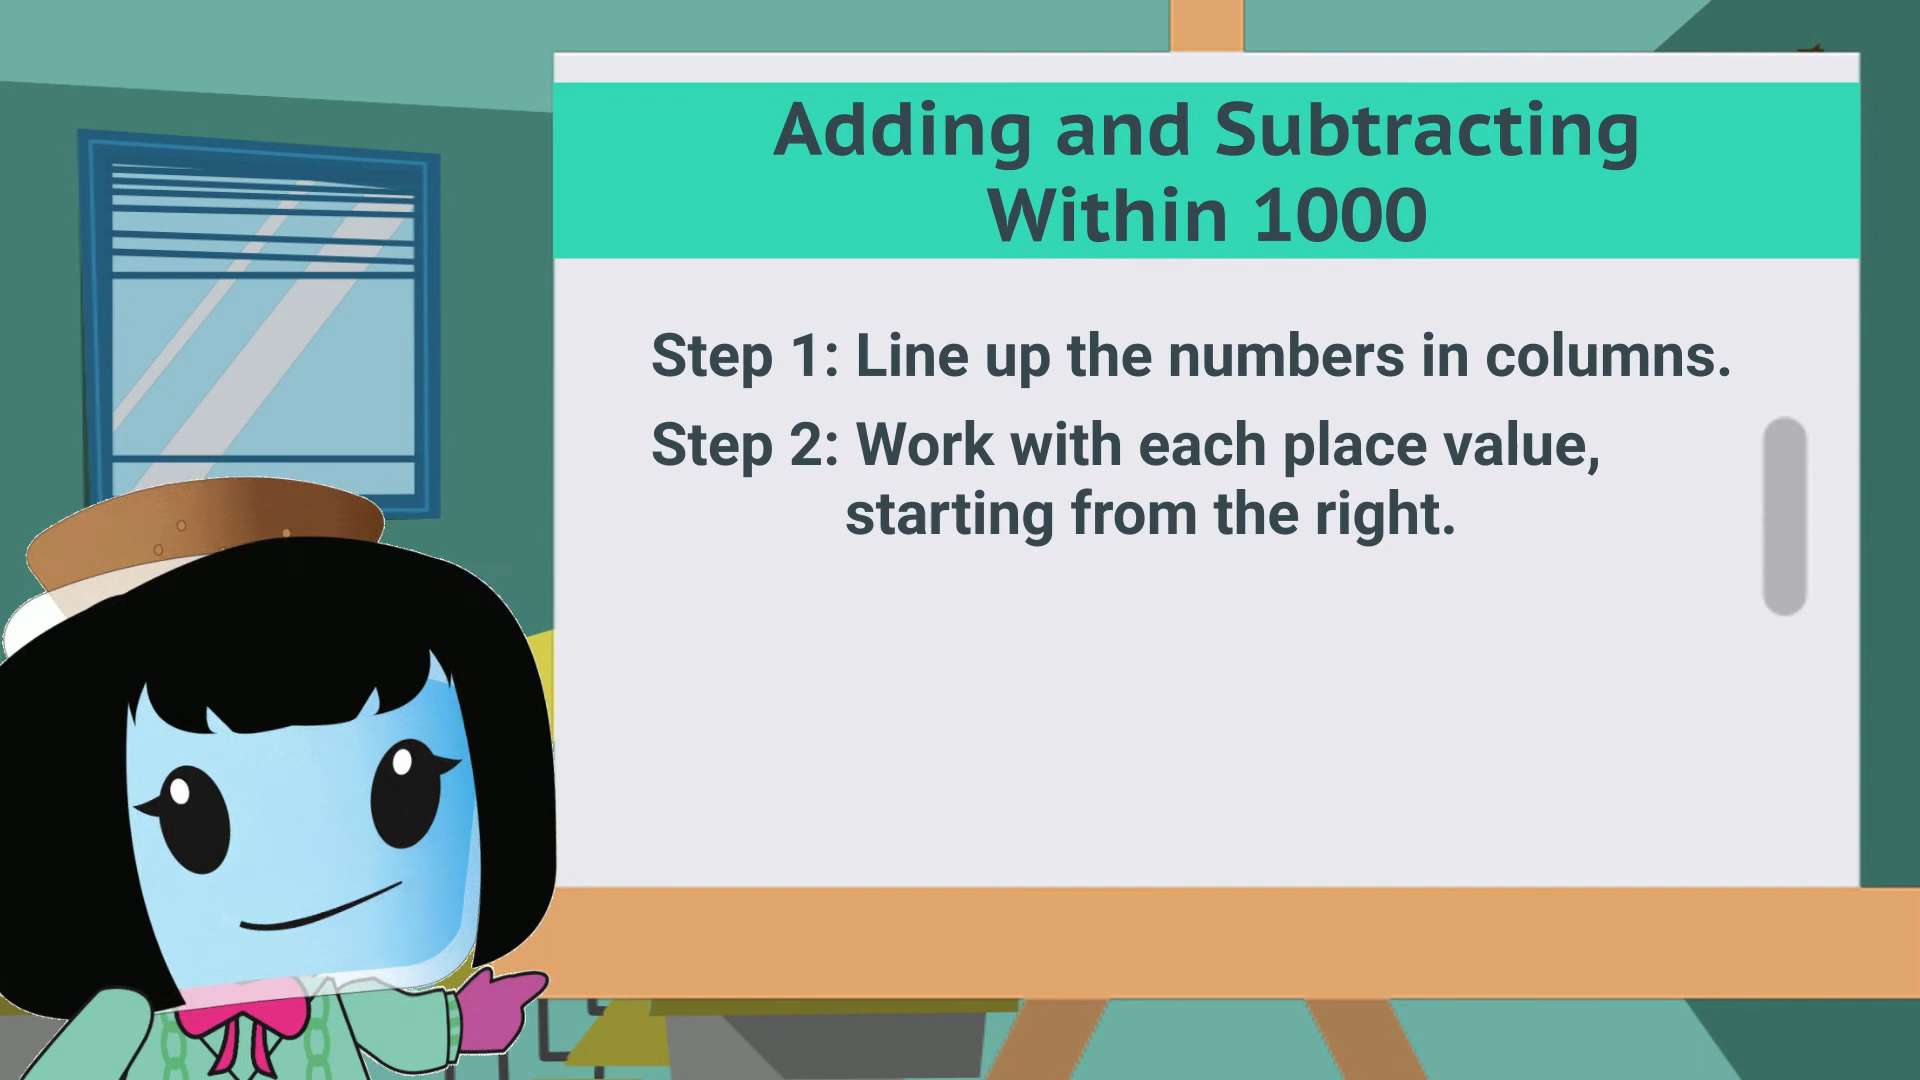 Adding and Subtracting
Within 1000
Step 1: Line up the numbers in columns.
Step 2: Work with each place value,
starting from the right.